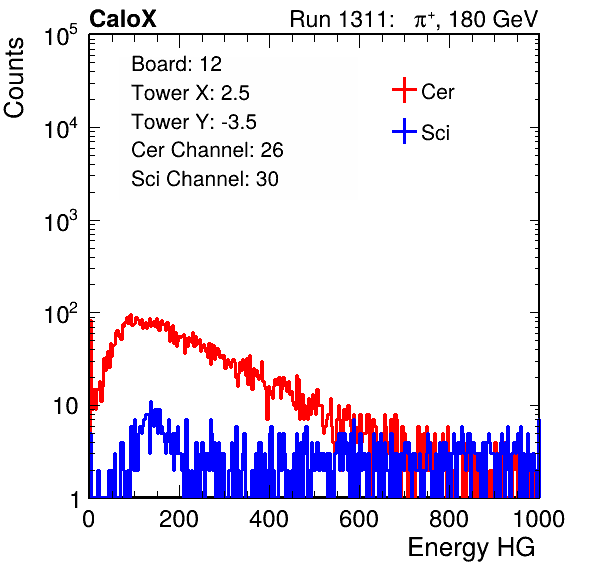 CaloX Run 1311: π⁺, 180 GeV
Counts
10⁵
10⁴
10³
10²
10
1
Board: 12
Tower X: 2.5
Tower Y: -3.5
Cer Channel: 26
Sci Channel: 30
Cer
Sci
0 200 400 600 800 1000
Energy HG